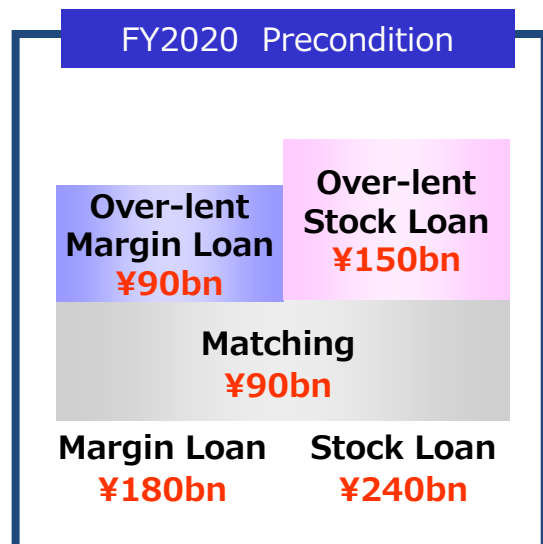 FY2020 Precondition
Over-lent
Margin Loan
¥90bn
Over-lent
Stock Loan
¥150bn
Matching
¥90bn
Margin Loan
¥180bn
Stock Loan
¥240bn